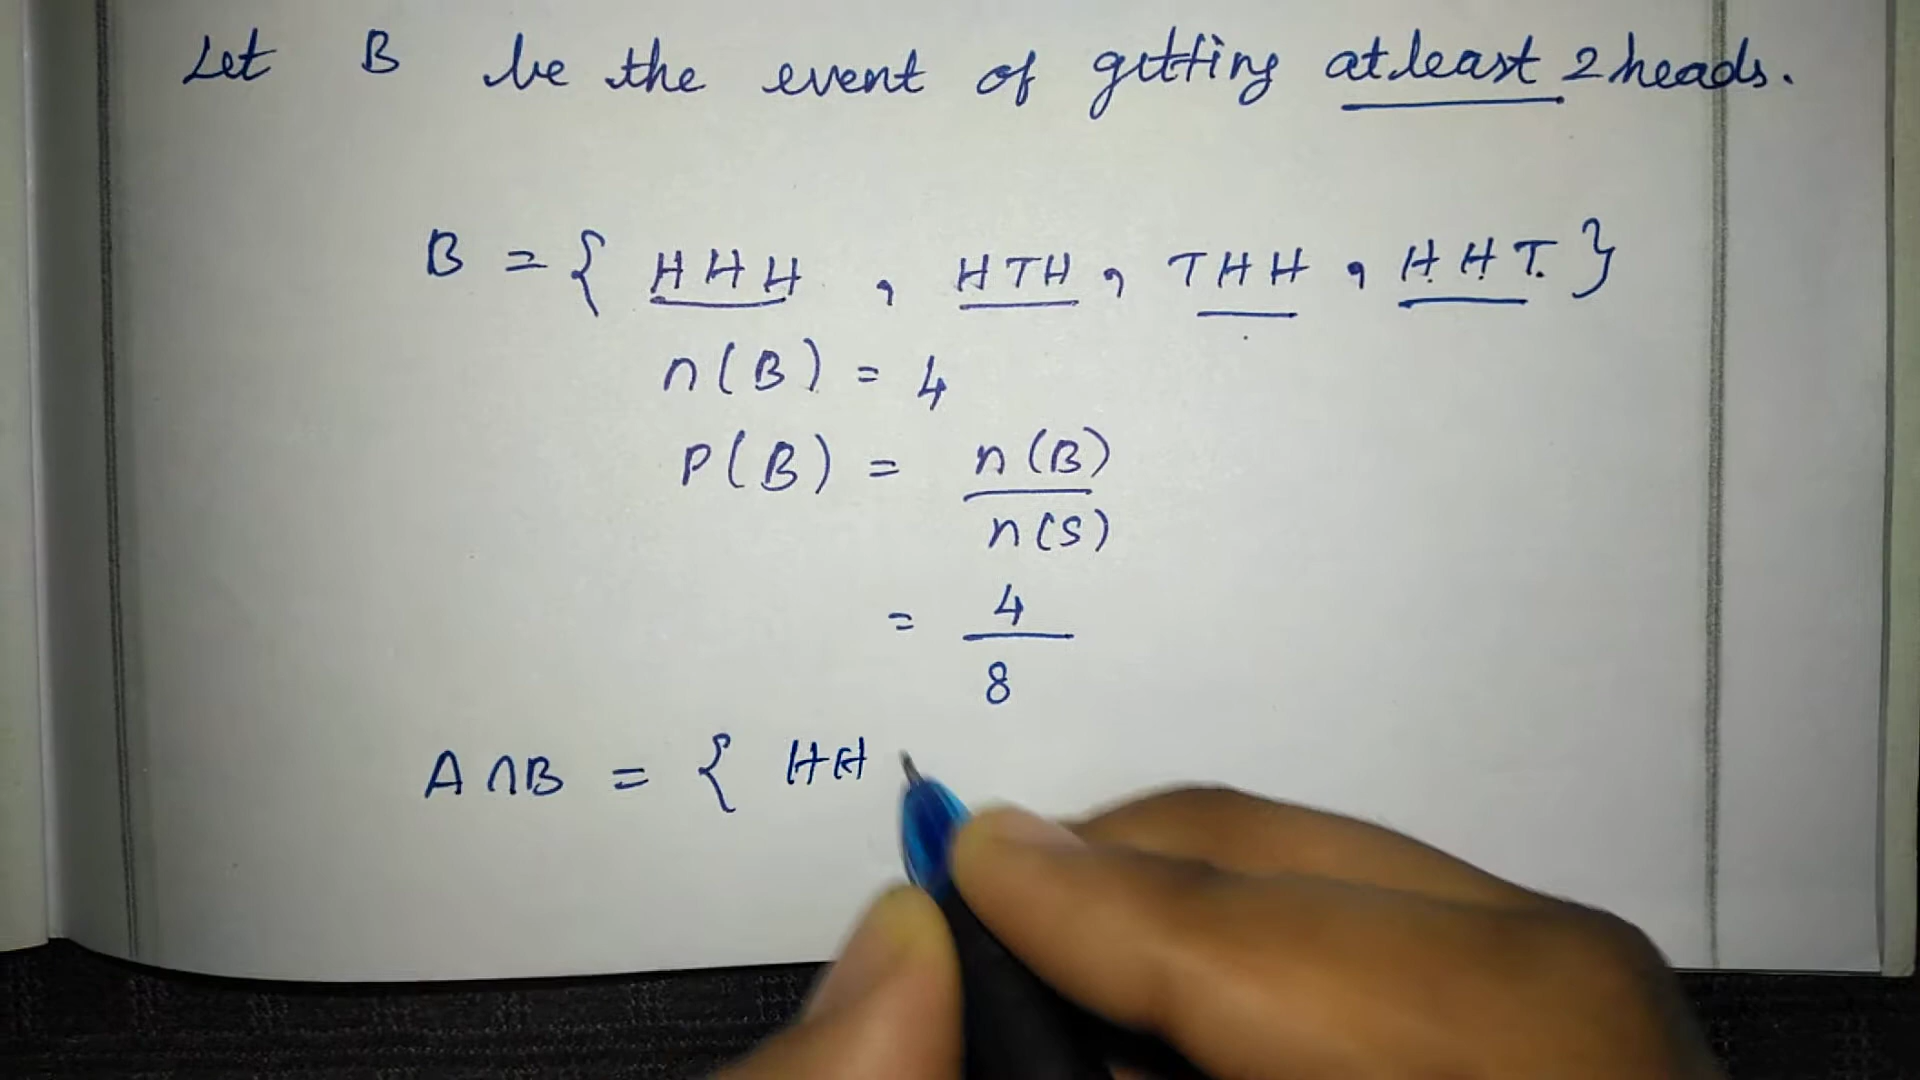 Let B be the event of getting atleast 2 heads.
B = { HHH , HTH , THH , HHT. }
n(B) = 4
P(B) = n(B)
n(S)
= 4
8
A∩B = { HH